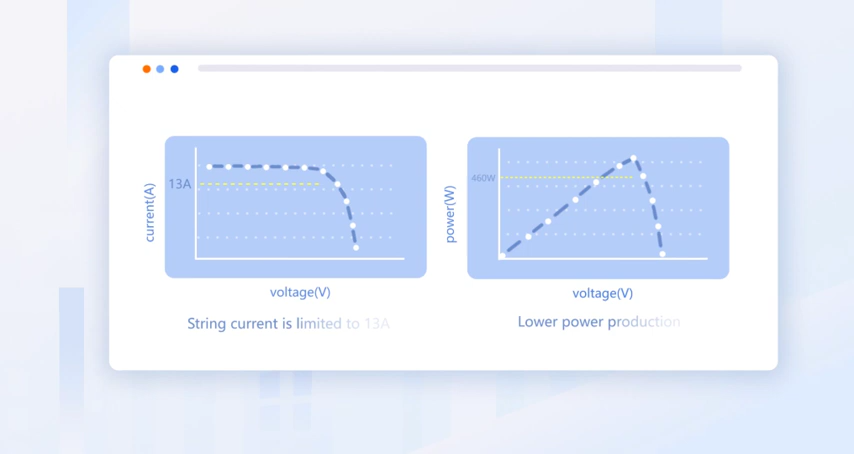 13A
current(A)
voltage(V)
String current is limited to 13A
460W
power(W)
voltage(V)
Lower power production